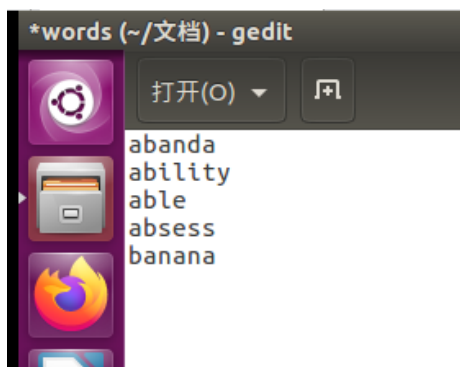 *words (~/文档) - gedit
打开(O)
abanda
ability
able
absess
banana